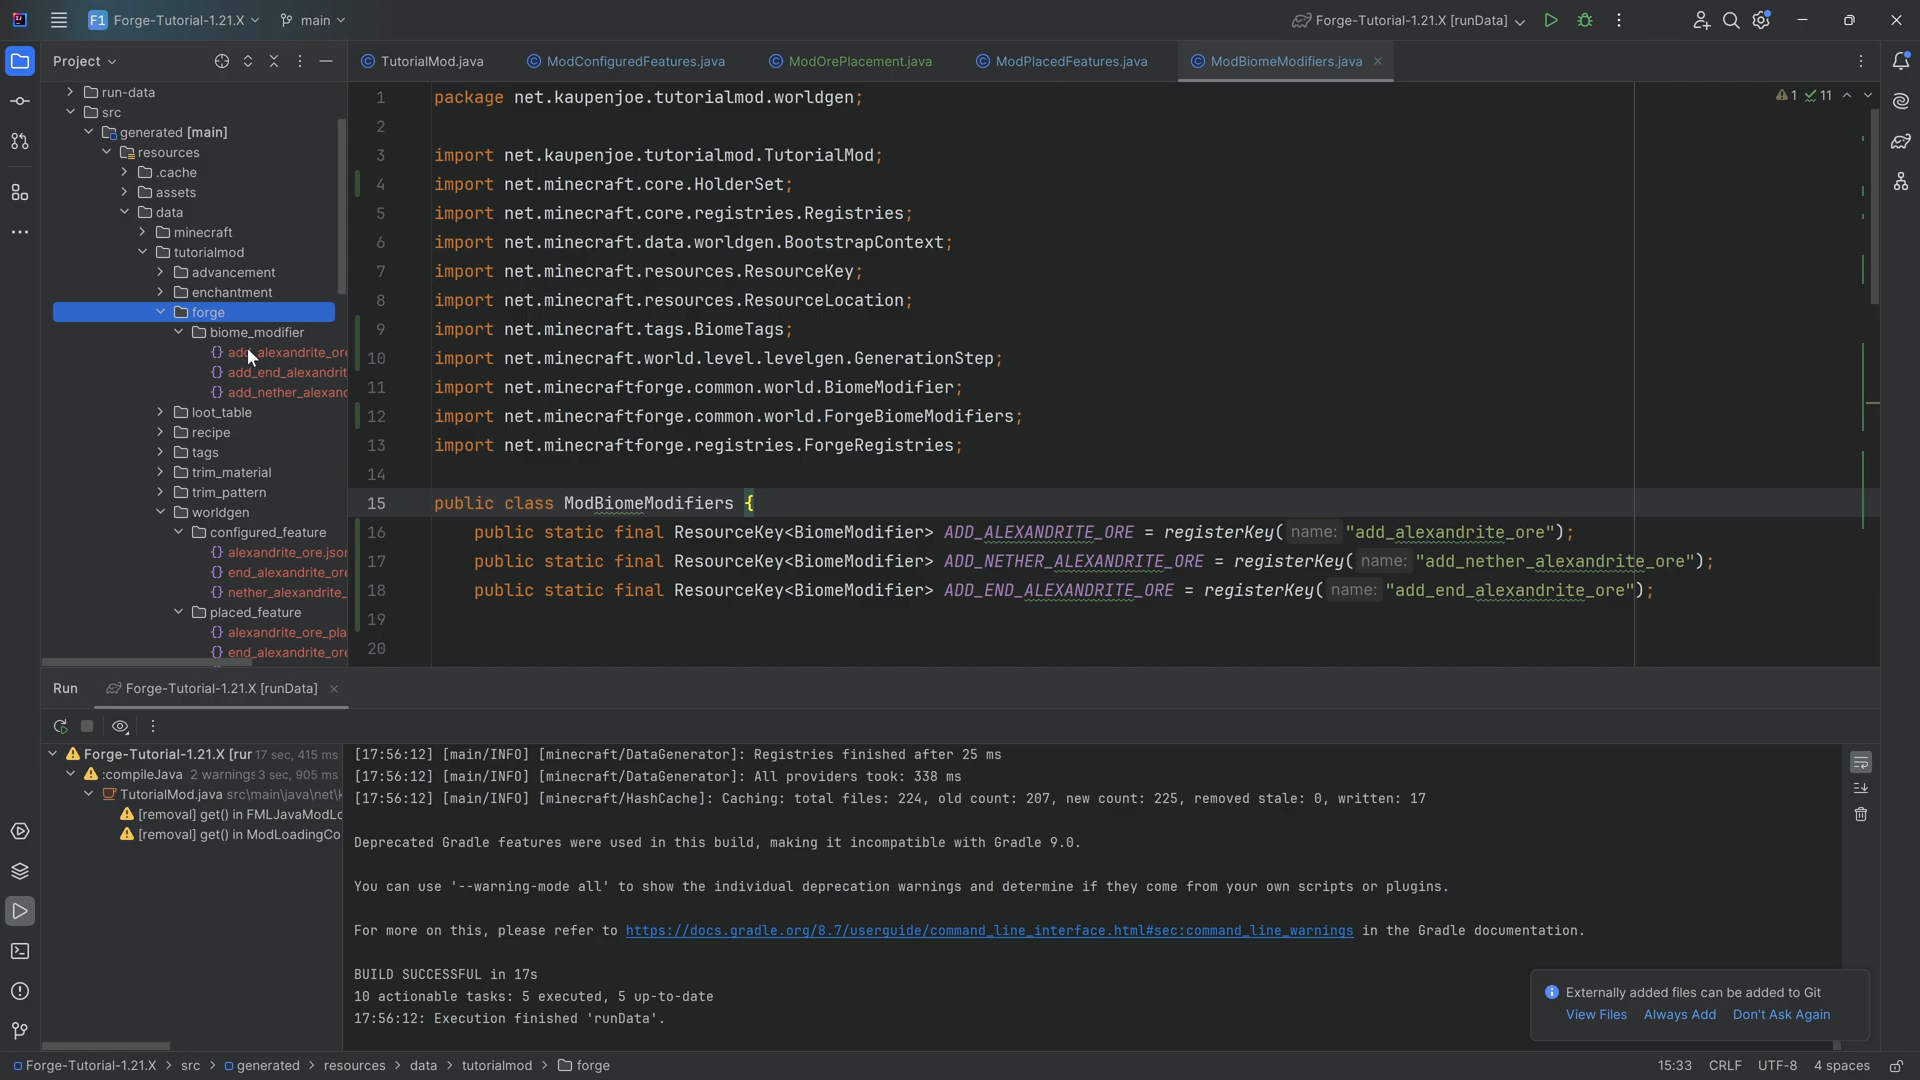 F1 Forge-Tutorial-1.21.X main Forge-Tutorial-1.21.X [runData]
Project
TutorialMod.java ModConfiguredFeatures.java ModOrePlacement.java ModPlacedFeatures.java ModBiomeModifiers.java
run-data
src
generated [main]
resources
.cache
assets
data
minecraft
tutorialmod
advancement
enchantment
forge
biome_modifier
add_alexandrite_ore
add_end_alexandrit
add_nether_alexand
loot_table
recipe
tags
trim_material
trim_pattern
worldgen
configured_feature
alexandrite_ore.json
end_alexandrite_ore
nether_alexandrite_
placed_feature
alexandrite_ore_pla
end_alexandrite_ore
1 11
1 package net.kaupenjoe.tutorialmod.worldgen;
2
3 import net.kaupenjoe.tutorialmod.TutorialMod;
4 import net.minecraft.core.HolderSet;
5 import net.minecraft.core.registries.Registries;
6 import net.minecraft.data.worldgen.BootstrapContext;
7 import net.minecraft.resources.ResourceKey;
8 import net.minecraft.resources.ResourceLocation;
9 import net.minecraft.tags.BiomeTags;
10 import net.minecraft.world.level.levelgen.GenerationStep;
11 import net.minecraftforge.common.world.BiomeModifier;
12 import net.minecraftforge.common.world.ForgeBiomeModifiers;
13 import net.minecraftforge.registries.ForgeRegistries;
14
15 public class ModBiomeModifiers {
16 public static final ResourceKey<BiomeModifier> ADD_ALEXANDRITE_ORE = registerKey( name: "add_alexandrite_ore");
17 public static final ResourceKey<BiomeModifier> ADD_NETHER_ALEXANDRITE_ORE = registerKey( name: "add_nether_alexandrite_ore");
18 public static final ResourceKey<BiomeModifier> ADD_END_ALEXANDRITE_ORE = registerKey( name: "add_end_alexandrite_ore");
19
20
Run Forge-Tutorial-1.21.X [runData]
Forge-Tutorial-1.21.X [rur 17 sec, 415 ms
:compileJava 2 warnings 3 sec, 905 ms
TutorialMod.java src\main\java\net\k
[removal] get() in FMLJavaModLo
[removal] get() in ModLoadingCo
[17:56:12] [main/INFO] [minecraft/DataGenerator]: Registries finished after 25 ms
[17:56:12] [main/INFO] [minecraft/DataGenerator]: All providers took: 338 ms
[17:56:12] [main/INFO] [minecraft/HashCache]: Caching: total files: 224, old count: 207, new count: 225, removed stale: 0, written: 17
Deprecated Gradle features were used in this build, making it incompatible with Gradle 9.0.
You can use '--warning-mode all' to show the individual deprecation warnings and determine if they come from your own scripts or plugins.
For more on this, please refer to https://docs.gradle.org/8.7/userguide/command_line_interface.html#sec:command_line_warnings in the Gradle documentation.
BUILD SUCCESSFUL in 17s
10 actionable tasks: 5 executed, 5 up-to-date
17:56:12: Execution finished 'runData'.
Externally added files can be added to Git
View Files Always Add Don't Ask Again
Forge-Tutorial-1.21.X > src > generated > resources > data > tutorialmod > forge 15:33 CRLF UTF-8 4 spaces